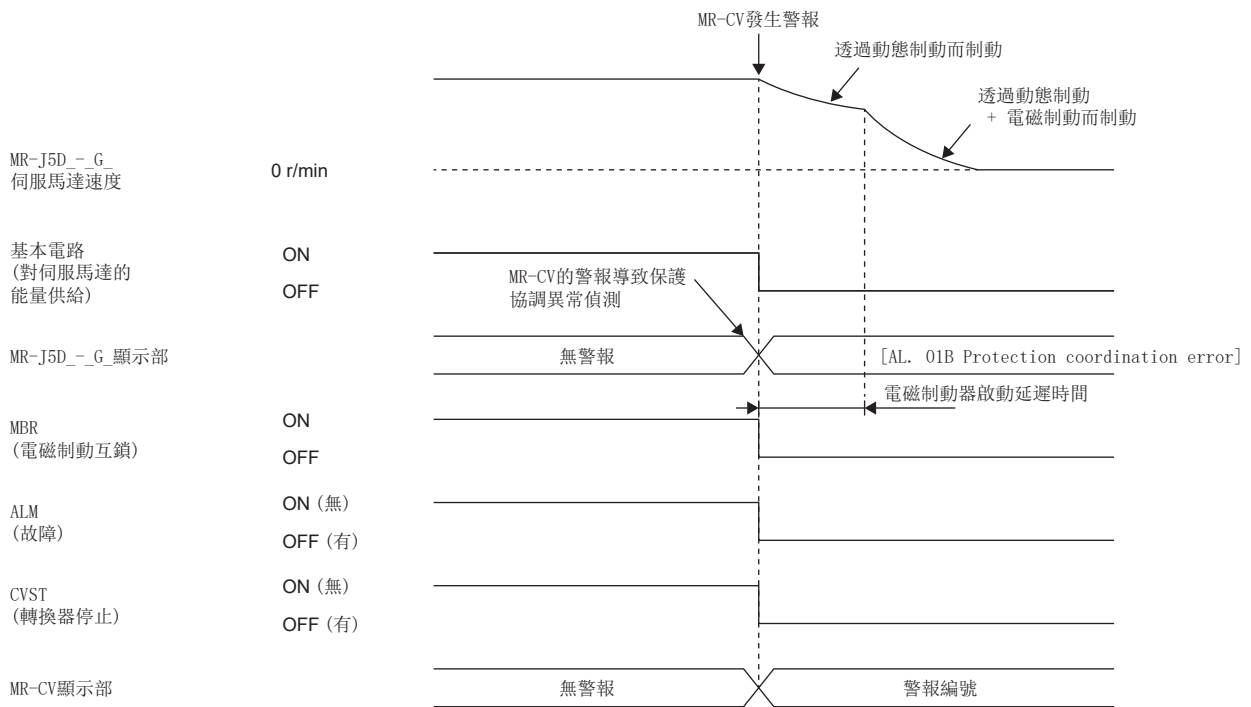 MR-CV發生警報
透過動態制動而制動
透過動態制動
+ 電磁制動而制動
MR-J5D_-_G_
伺服馬達速度
0 r/min
基本電路
(對伺服馬達的
能量供給)
ON
OFF
MR-CV的警報導致保護
協調異常偵測
MR-J5D_-_G_顯示部
無警報
[AL. 01B Protection coordination error]
電磁制動器啟動延遲時間
MBR
(電磁制動互鎖)
ON
OFF
ALM
(故障)
ON (無)
OFF (有)
CVST
(轉換器停止)
ON (無)
OFF (有)
MR-CV顯示部
無警報
警報編號